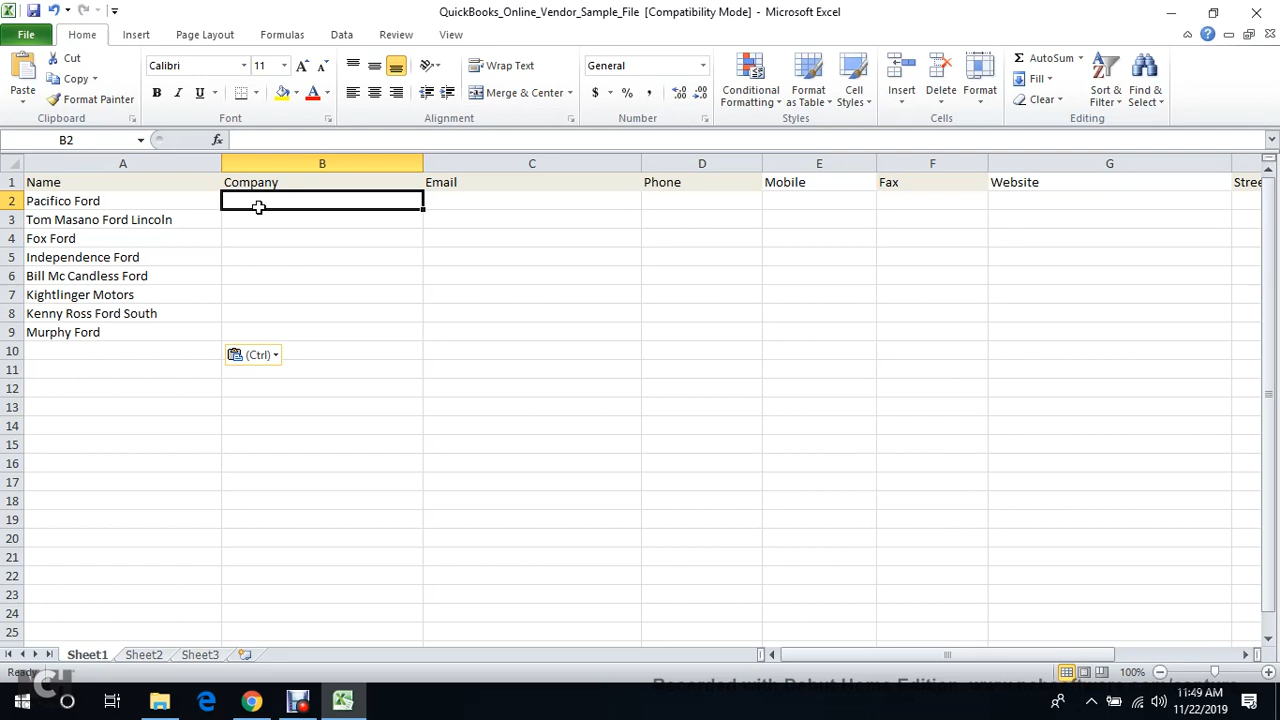 QuickBooks_Online_Vendor_Sample_File [Compatibility Mode] - Microsoft Excel
File Home Insert Page Layout Formulas Data Review View
Paste Cut Copy Format Painter
Calibri 11
B I U
Wrap Text
Merge & Center
General
$ % ,
Conditional Formatting
Format as Table
Cell Styles
Insert Delete Format
Σ AutoSum
Fill
Clear
Sort & Filter
Find & Select
Clipboard Font Alignment Number Styles Cells Editing
B2 fx
A B C D E F G
1 Name Company Email Phone Mobile Fax Website Stree
2 Pacifico Ford
3 Tom Masano Ford Lincoln
4 Fox Ford
5 Independence Ford
6 Bill Mc Candless Ford
7 Kightlinger Motors
8 Kenny Ross Ford South
9 Murphy Ford
10 (Ctrl)
11
12
13
14
15
16
17
18
19
20
21
22
23
24
25
Sheet1 Sheet2 Sheet3
Ready 100%
Recorded with Debut Home Edition
11:49 AM
11/22/2019